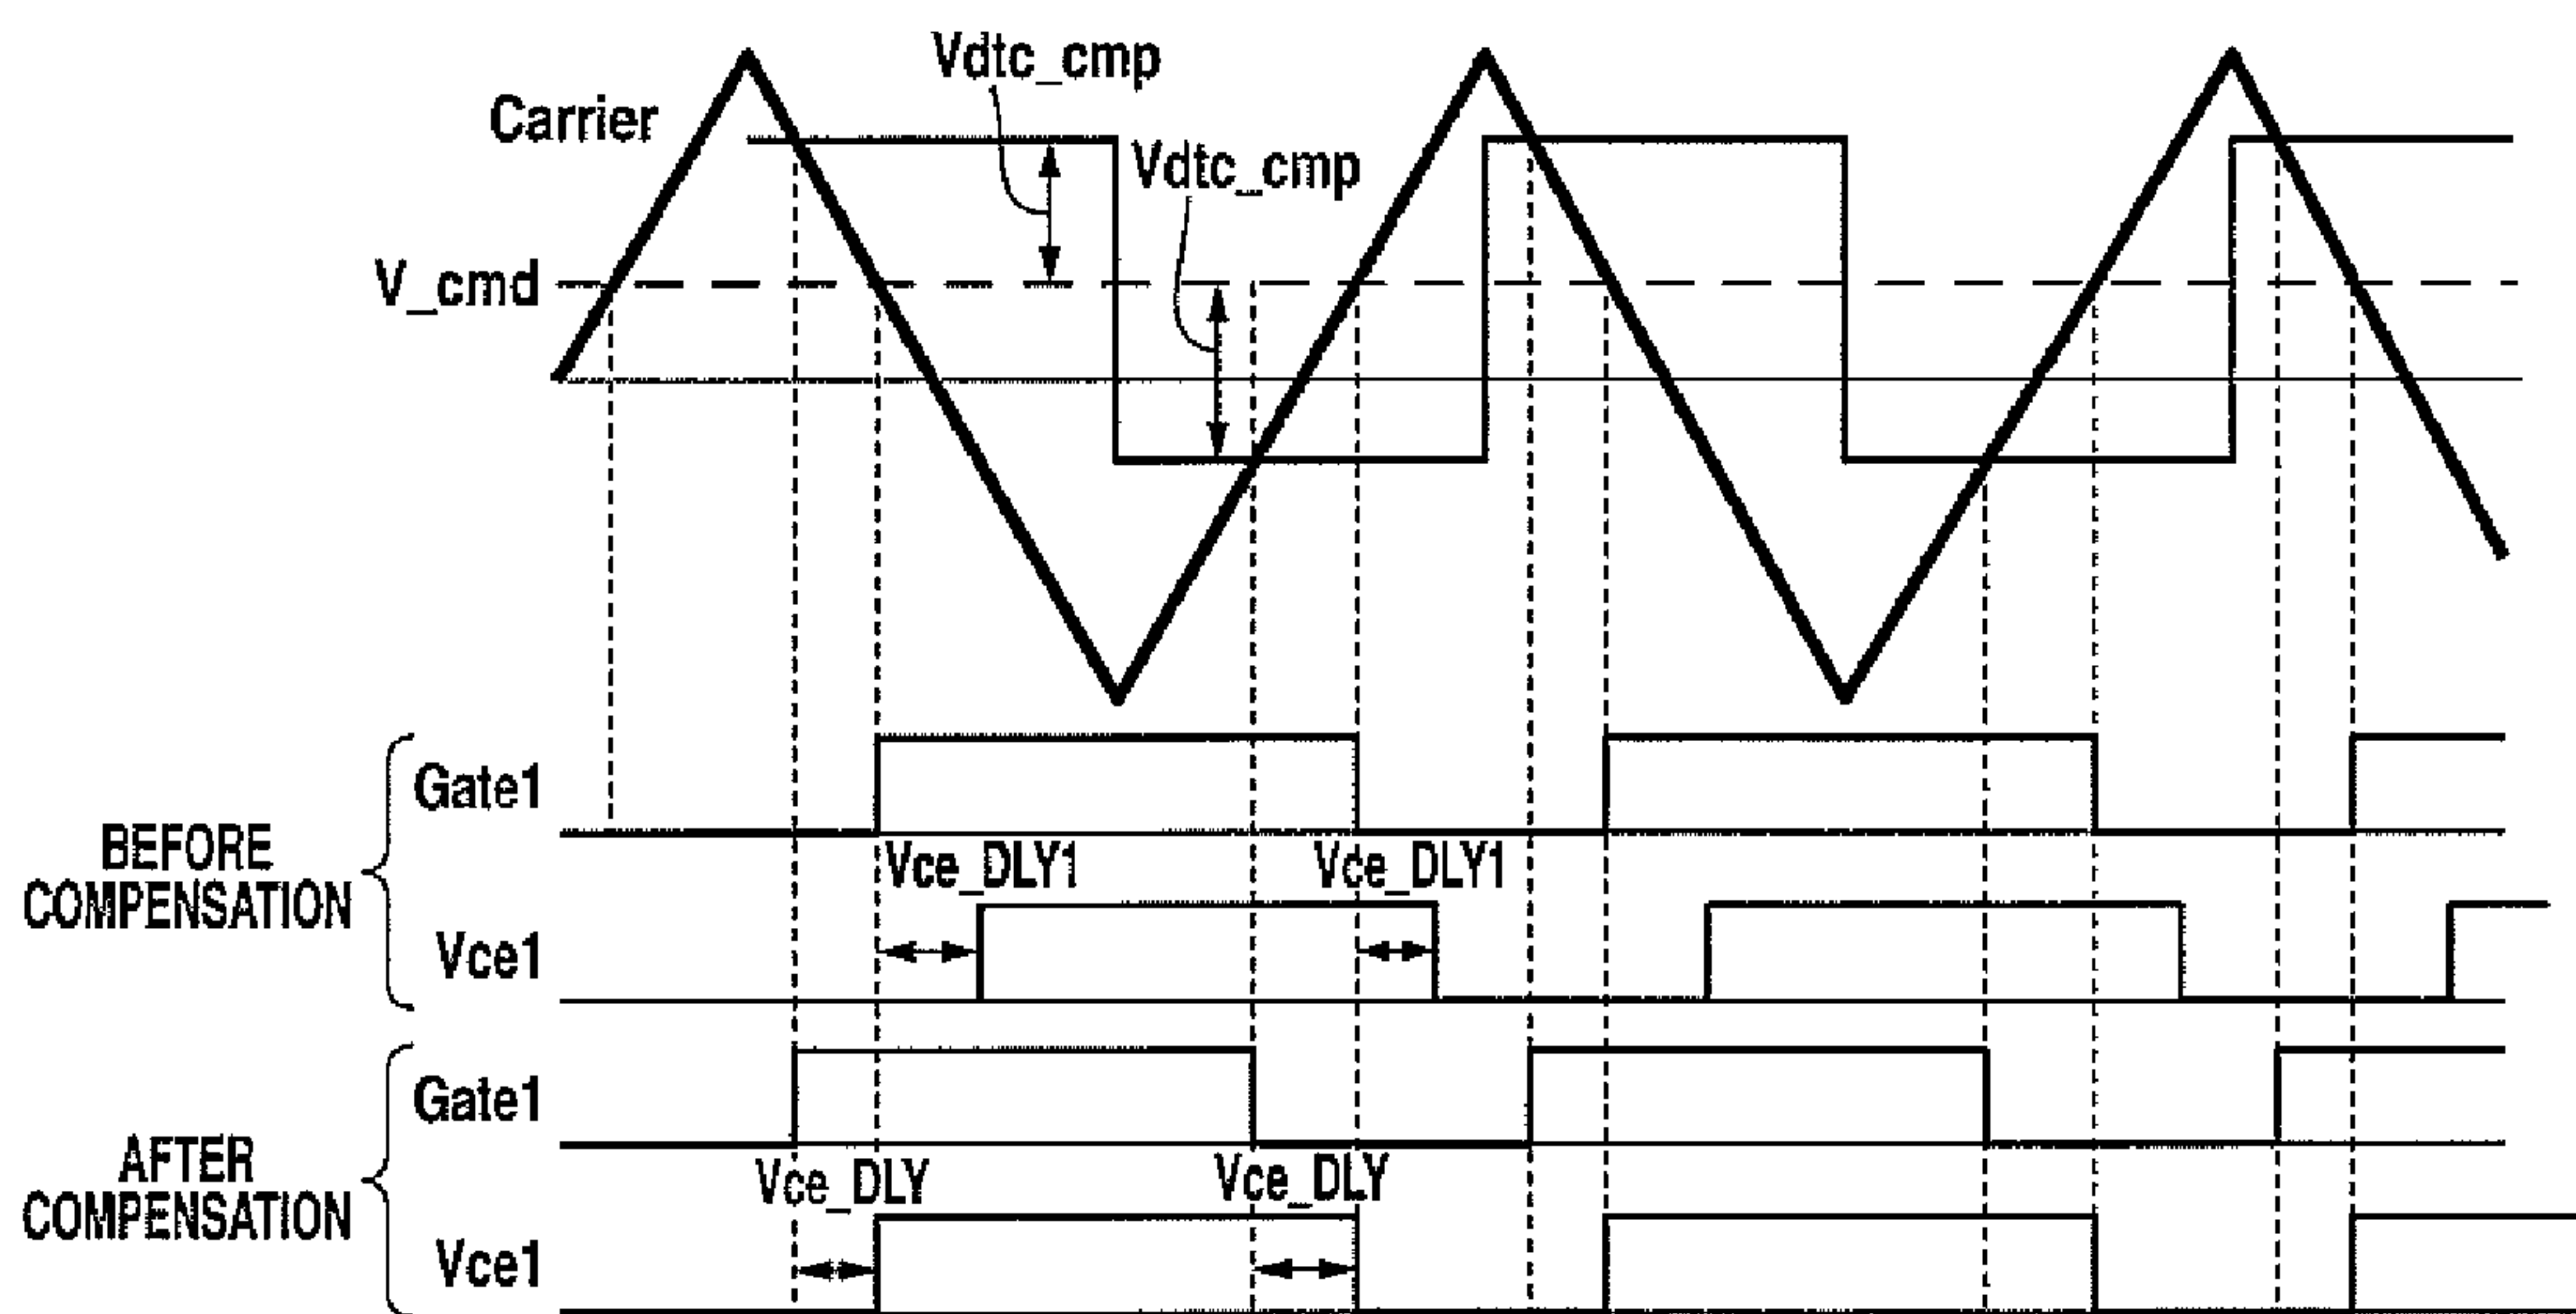 Vdtc_cmp
Carrier
Vdtc_cmp
V_cmd
Gate1
BEFORE
COMPENSATION
Vce_DLY1
Vce_DLY1
Vce1
Gate1
AFTER
COMPENSATION
Vce_DLY
Vce_DLY
Vce1